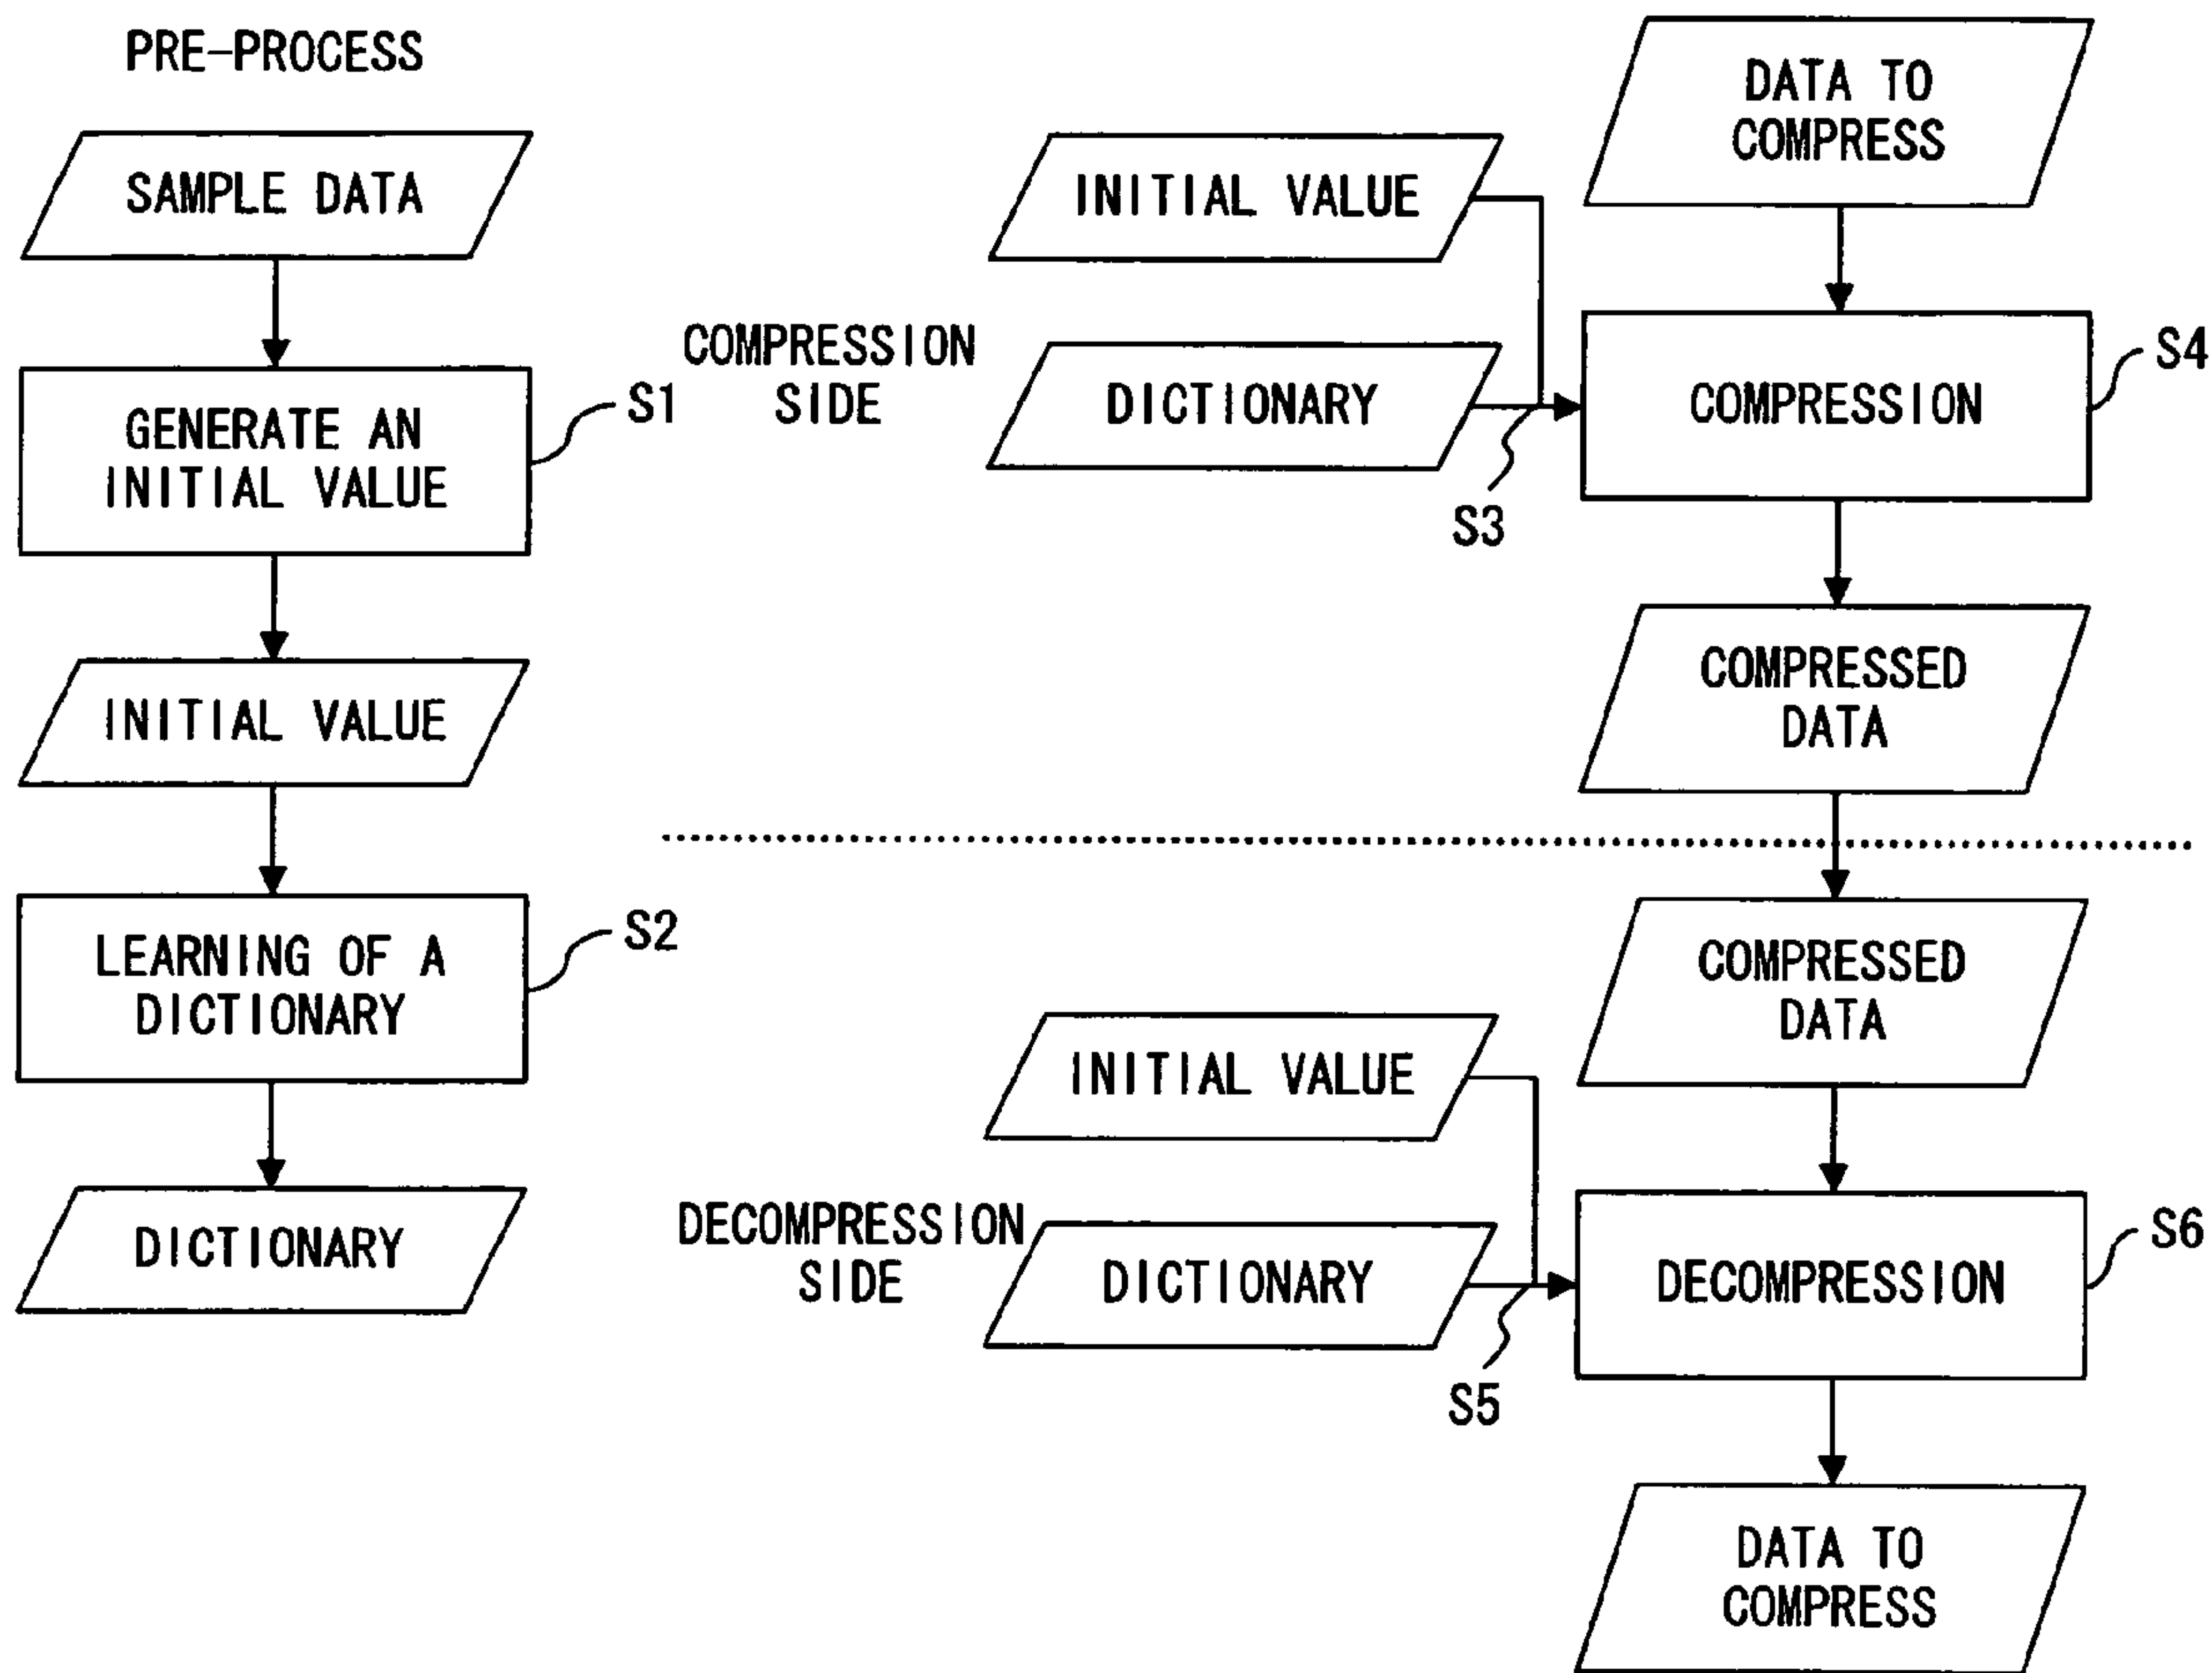 PRE-PROCESS
SAMPLE DATA
GENERATE AN
INITIAL VALUE
S1
INITIAL VALUE
LEARNING OF A
DICTIONARY
S2
DICTIONARY
COMPRESSION
SIDE
INITIAL VALUE
DICTIONARY
S3
DATA TO
COMPRESS
COMPRESSION
S4
COMPRESSED
DATA
COMPRESSED
DATA
DECOMPRESSION
SIDE
INITIAL VALUE
DICTIONARY
S5
DECOMPRESSION
S6
DATA TO
COMPRESS